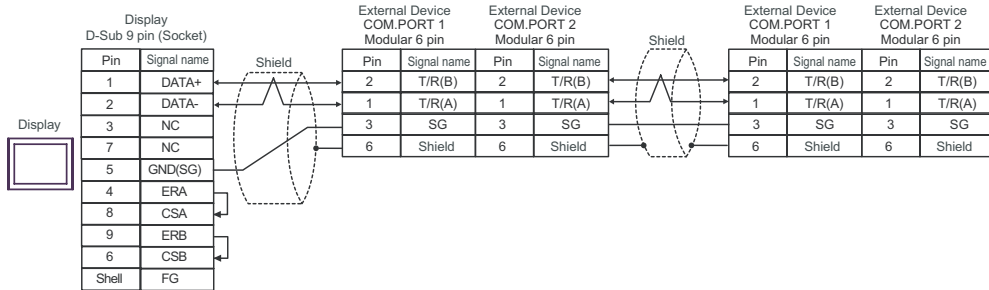 Display
D-Sub 9 pin (Socket)
External Device
COM.PORT 1
Modular 6 pin
External Device
COM.PORT 2
Modular 6 pin
External Device
COM.PORT 1
Modular 6 pin
External Device
COM.PORT 2
Modular 6 pin
Shield
Shield
Display
Pin Signal name
1 DATA+
2 DATA-
3 NC
7 NC
5 GND(SG)
4 ERA
8 CSA
9 ERB
6 CSB
Shell FG
Pin Signal name Pin Signal name
2 T/R(B) 2 T/R(B)
1 T/R(A) 1 T/R(A)
3 SG 3 SG
6 Shield 6 Shield
Pin Signal name Pin Signal name
2 T/R(B) 2 T/R(B)
1 T/R(A) 1 T/R(A)
3 SG 3 SG
6 Shield 6 Shield